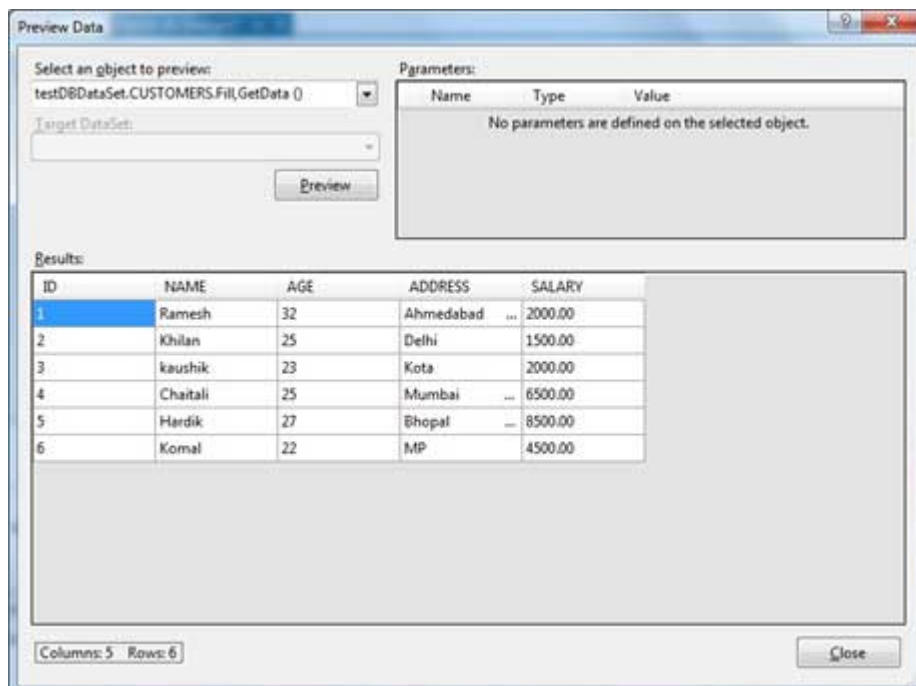 Preview Data
Select an object to preview:
testDBDataSet.CUSTOMERS.Fill,GetData ()
Target DataSet:
Preview
Parameters:
Name Type Value
No parameters are defined on the selected object.
Results:
ID NAME AGE ADDRESS SALARY
1 Ramesh 32 Ahmedabad ... 2000.00
2 Khilan 25 Delhi 1500.00
3 kaushik 23 Kota 2000.00
4 Chaitali 25 Mumbai ... 6500.00
5 Hardik 27 Bhopal ... 8500.00
6 Komal 22 MP 4500.00
Columns: 5 Rows: 6
Close